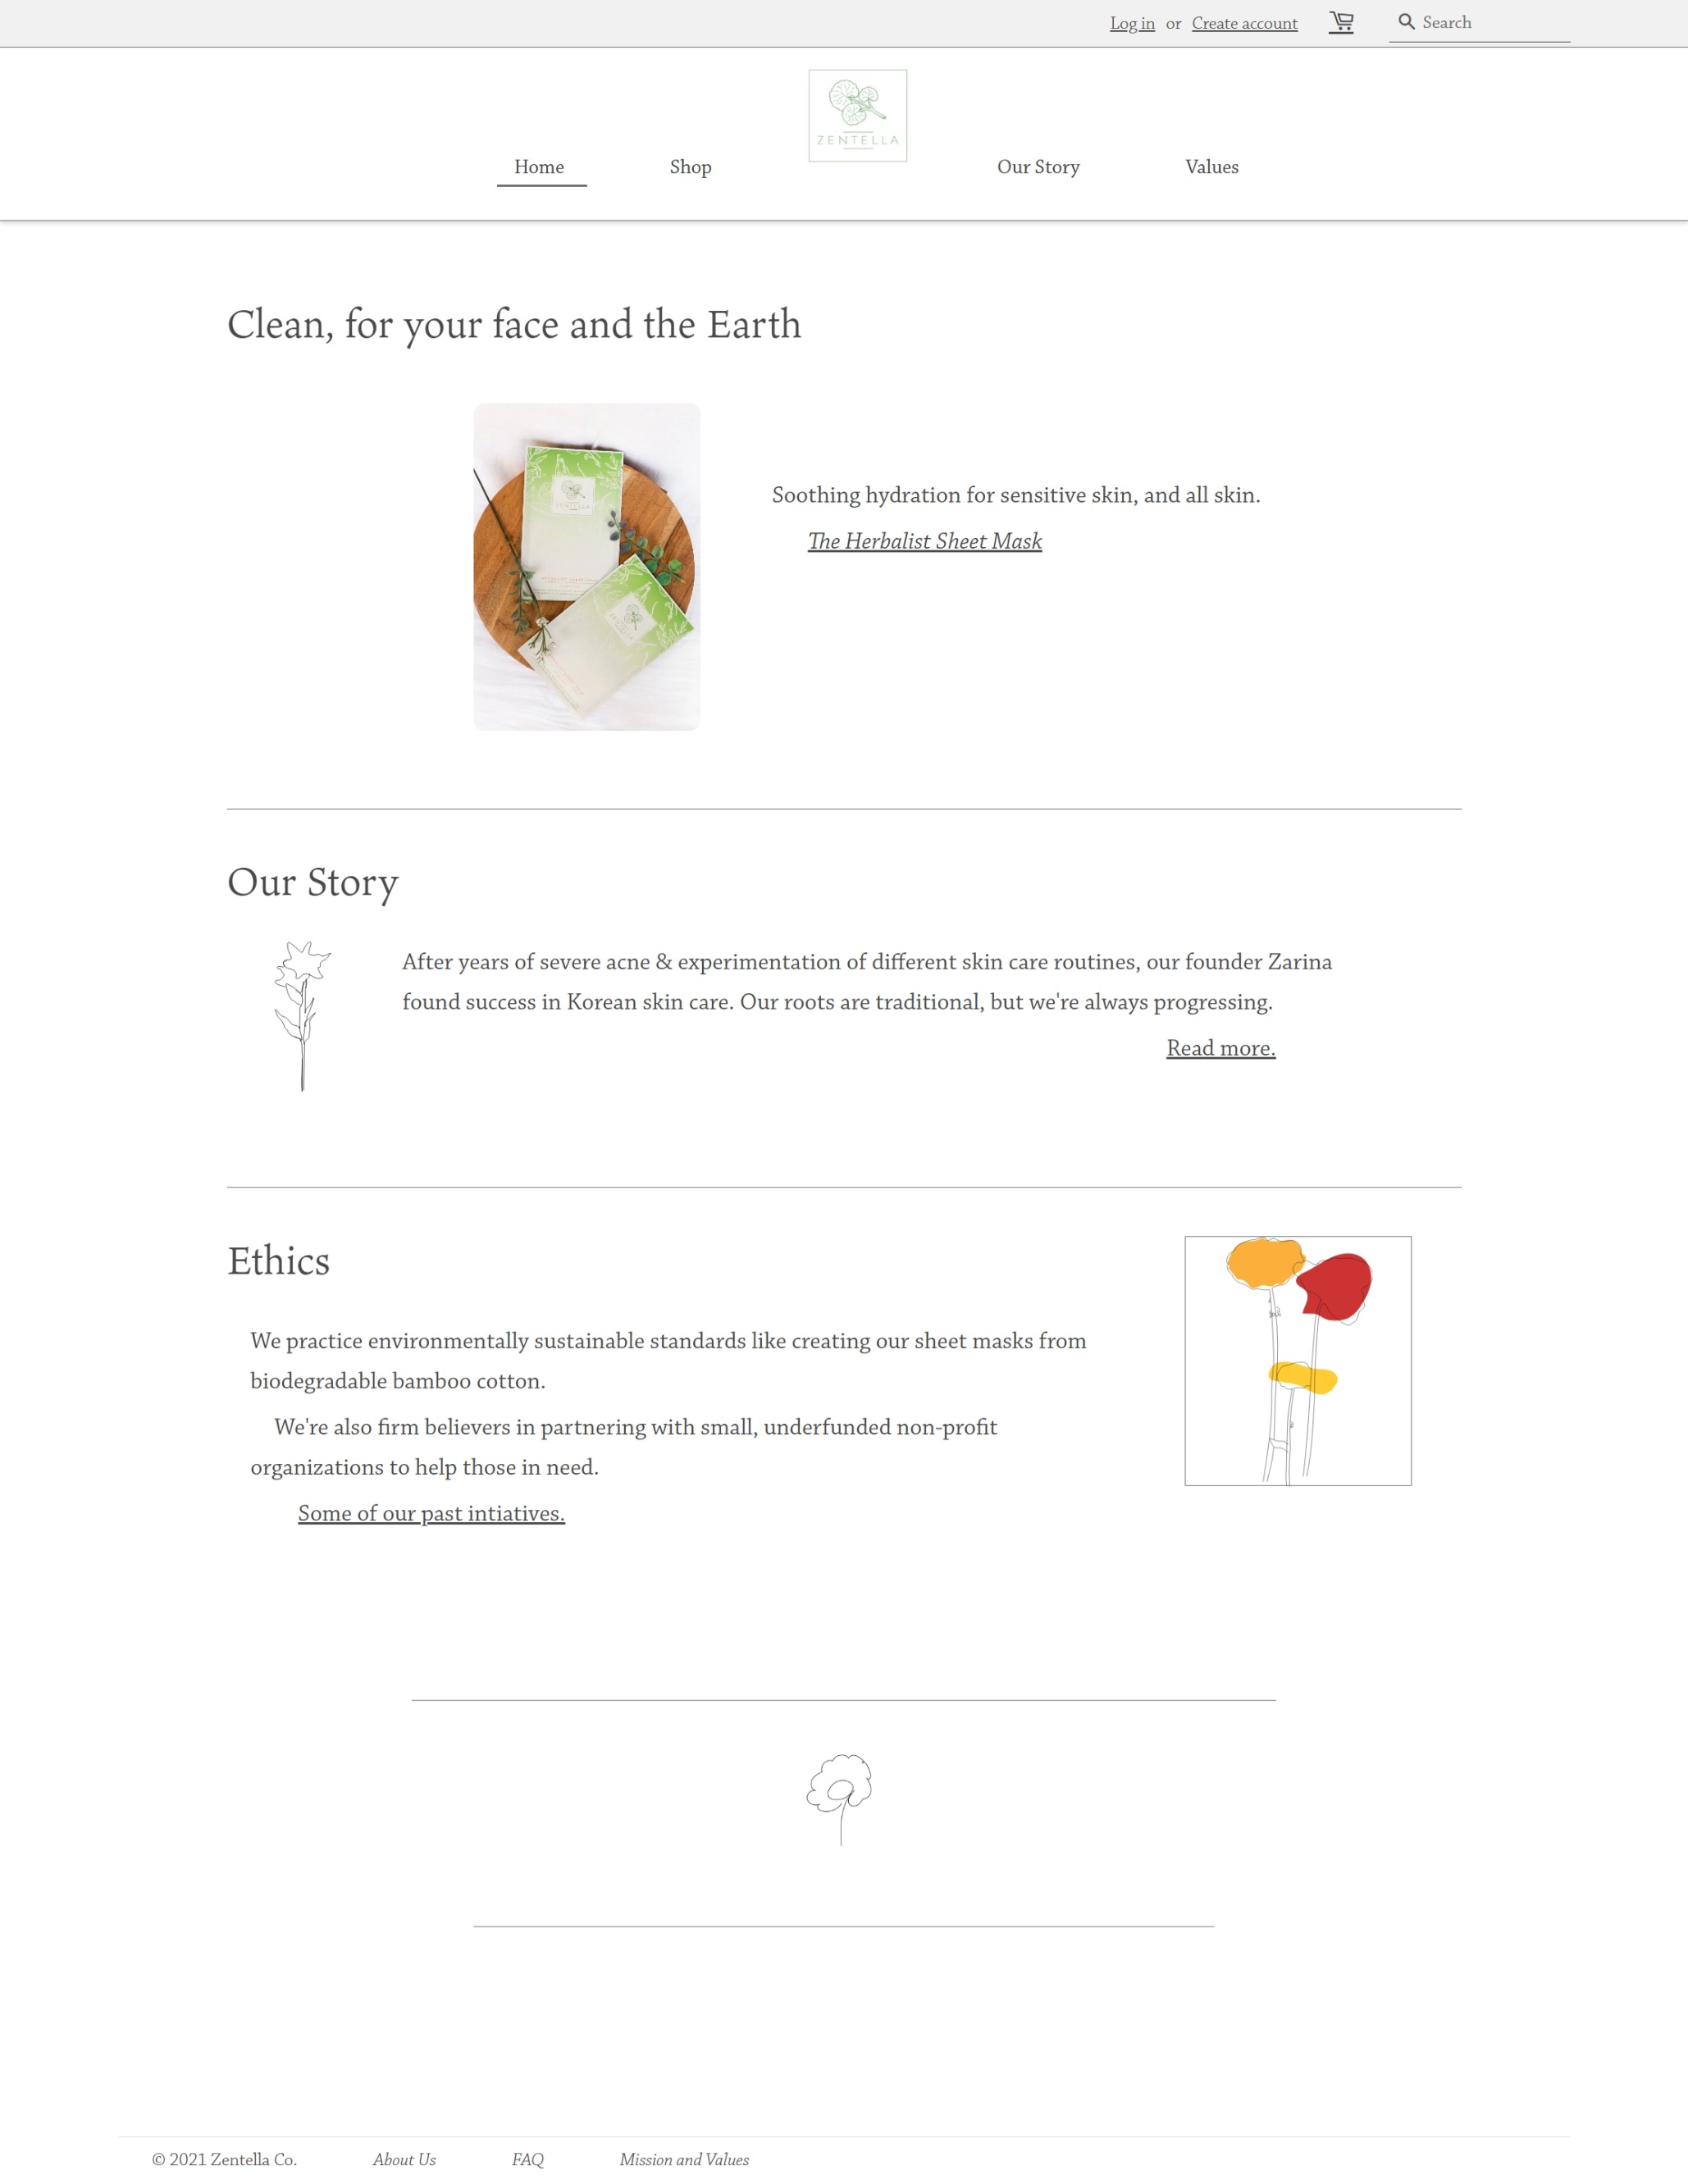 Log in or Create account Search
ZENTELLA
Home Shop Our Story Values
Clean, for your face and the Earth
ZENTELLA
Soothing hydration for sensitive skin, and all skin.
The Herbalist Sheet Mask
Our Story
After years of severe acne & experimentation of different skin care routines, our founder Zarina
found success in Korean skin care. Our roots are traditional, but we're always progressing.
Read more.
Ethics
We practice environmentally sustainable standards like creating our sheet masks from
biodegradable bamboo cotton.
We're also firm believers in partnering with small, underfunded non-profit
organizations to help those in need.
Some of our past intiatives.
© 2021 Zentella Co. About Us FAQ Mission and Values